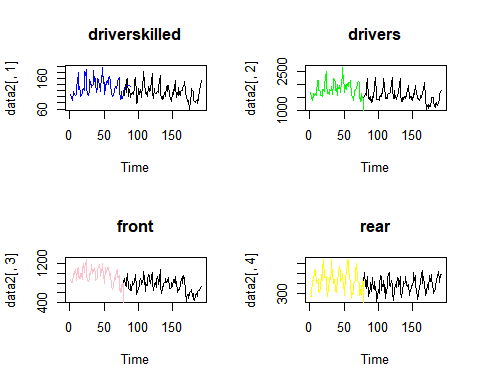 driverskilled
data2[, 1]
60 160
0 50 100 150
Time
drivers
data2[, 2]
1000 2500
0 50 100 150
Time
front
data2[, 3]
400 1200
0 50 100 150
Time
rear
data2[, 4]
300
0 50 100 150
Time